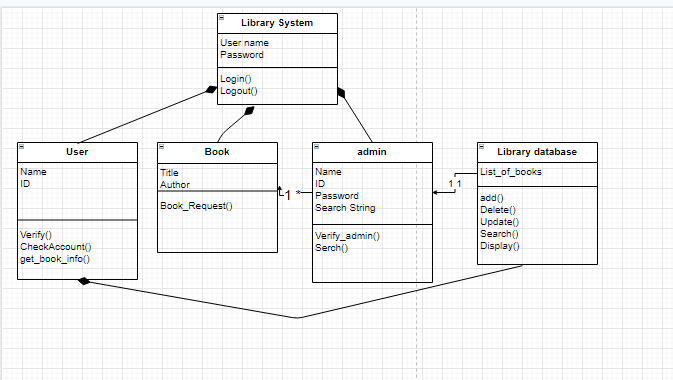 Library System
User name
Password
Login()
Logout()
User
Name
ID
Verify()
CheckAccount()
get_book_info()
Book
Title
Author
Book_Request()
1 *
admin
Name
ID
Password
Search String
Verify_admin()
Serch()
1 1
Library database
List_of_books
add()
Delete()
Update()
Search()
Display()